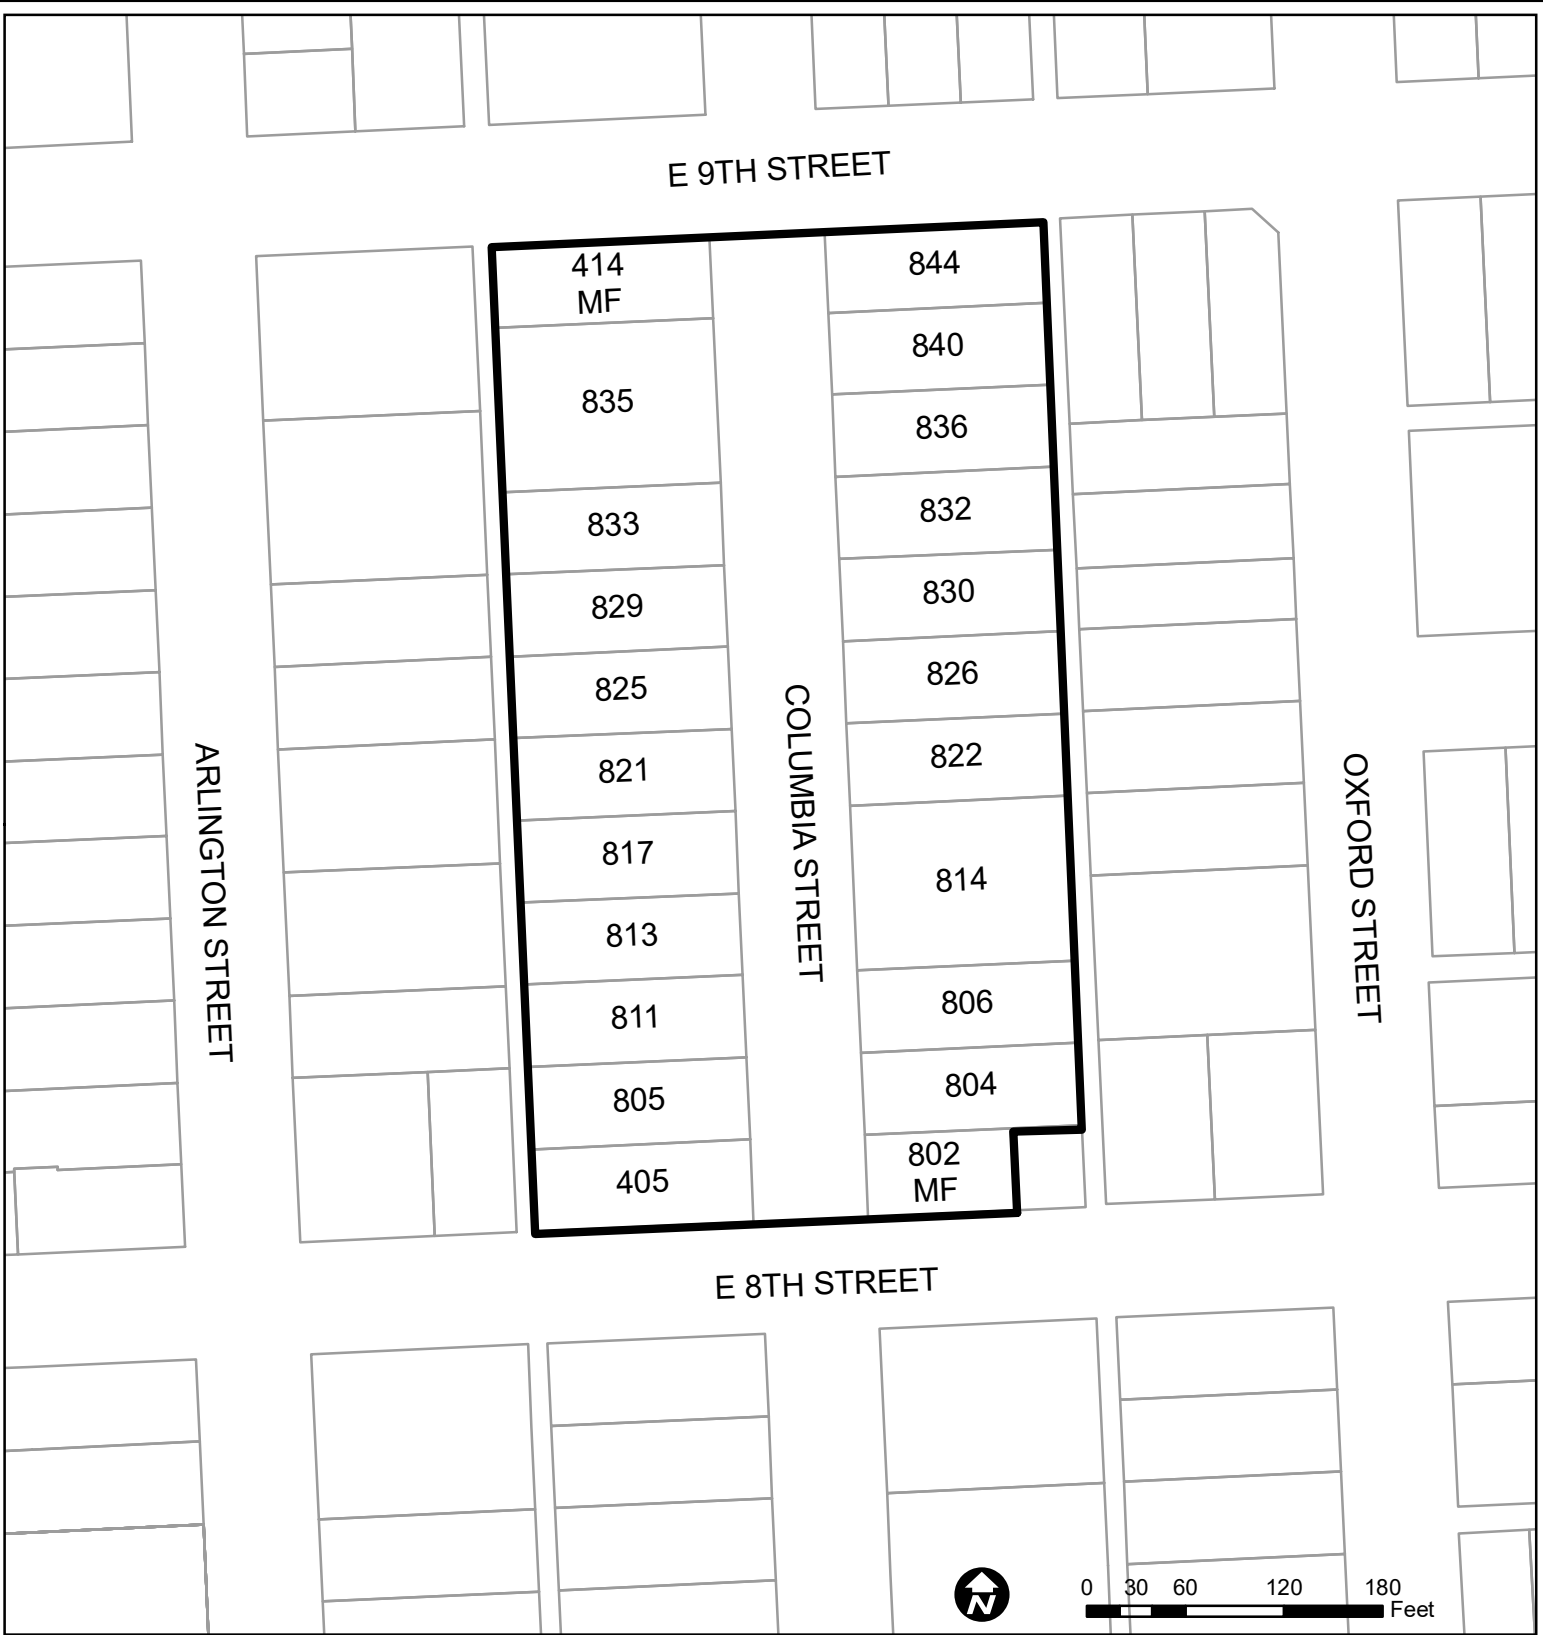 E 9TH STREET
414
MF
844
840
835
836
833
832
829
830
825
826
821
822
817
814
813
811
806
805
804
405
802
MF
COLUMBIA STREET
ARLINGTON STREET
OXFORD STREET
E 8TH STREET
N
0 30 60 120 180
Feet